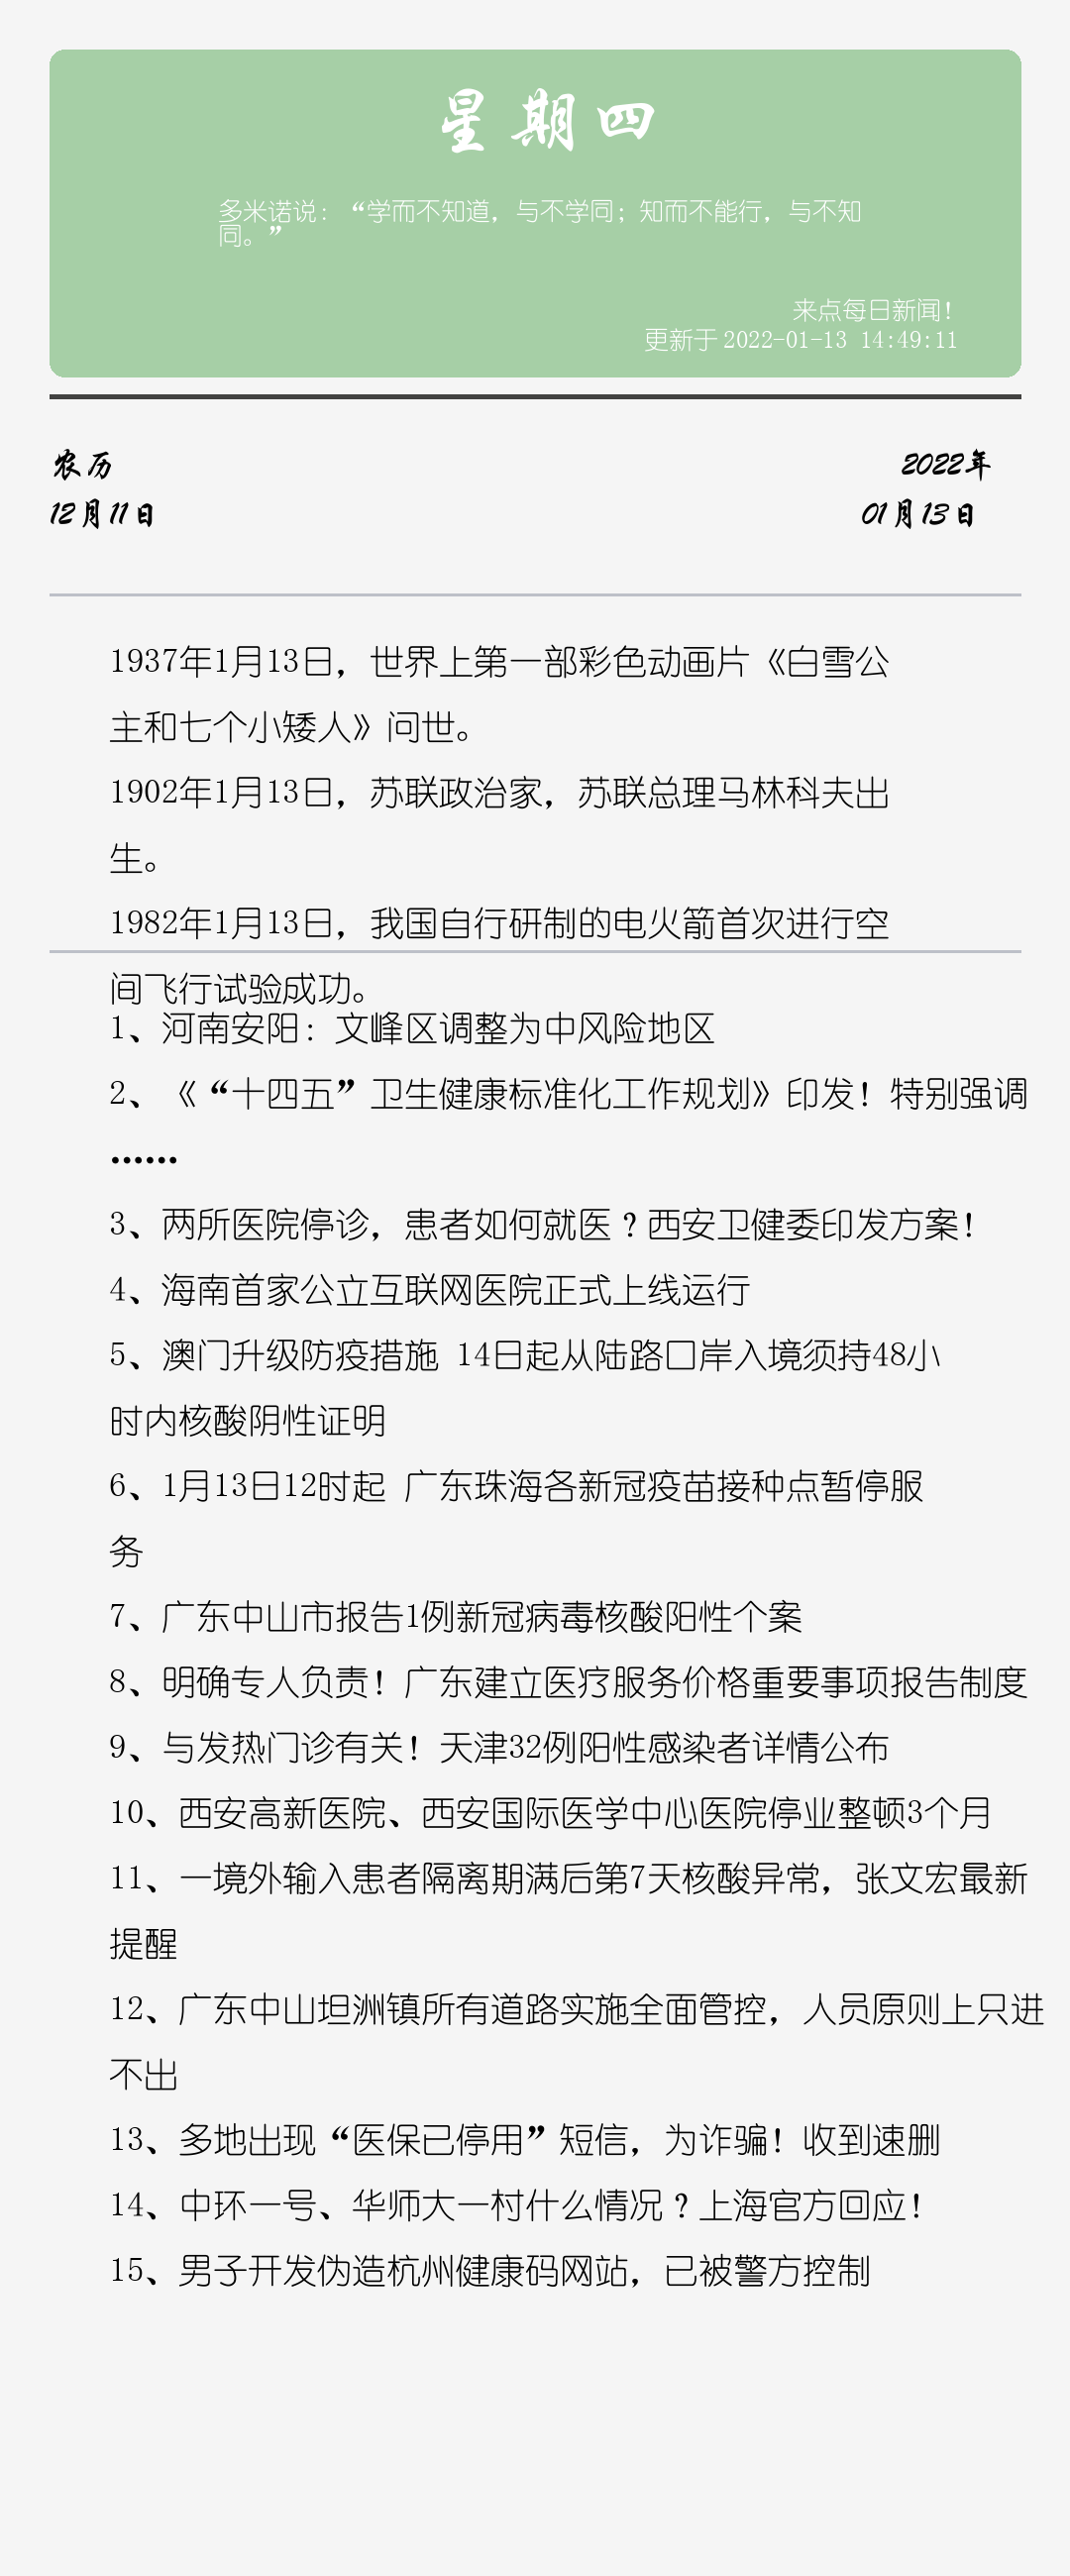 星期四
多米诺说：“学而不知道，与不学同；知而不能行，与不知
同。”
来点每日新闻！
更新于 2022-01-13 14:49:11
农历
2022年
12月11日
01月13日
1937年1月13日，世界上第一部彩色动画片《白雪公
主和七个小矮人》问世。
1902年1月13日，苏联政治家，苏联总理马林科夫出
生。
1982年1月13日，我国自行研制的电火箭首次进行空
间飞行试验成功。
1、河南安阳：文峰区调整为中风险地区
2、《“十四五”卫生健康标准化工作规划》印发！特别强调
……
3、两所医院停诊，患者如何就医？西安卫健委印发方案！
4、海南首家公立互联网医院正式上线运行
5、澳门升级防疫措施 14日起从陆路口岸入境须持48小
时内核酸阴性证明
6、1月13日12时起 广东珠海各新冠疫苗接种点暂停服
务
7、广东中山市报告1例新冠病毒核酸阳性个案
8、明确专人负责！广东建立医疗服务价格重要事项报告制度
9、与发热门诊有关！天津32例阳性感染者详情公布
10、西安高新医院、西安国际医学中心医院停业整顿3个月
11、一境外输入患者隔离期满后第7天核酸异常，张文宏最新
提醒
12、广东中山坦洲镇所有道路实施全面管控，人员原则上只进
不出
13、多地出现“医保已停用”短信，为诈骗！收到速删
14、中环一号、华师大一村什么情况？上海官方回应！
15、男子开发伪造杭州健康码网站，已被警方控制